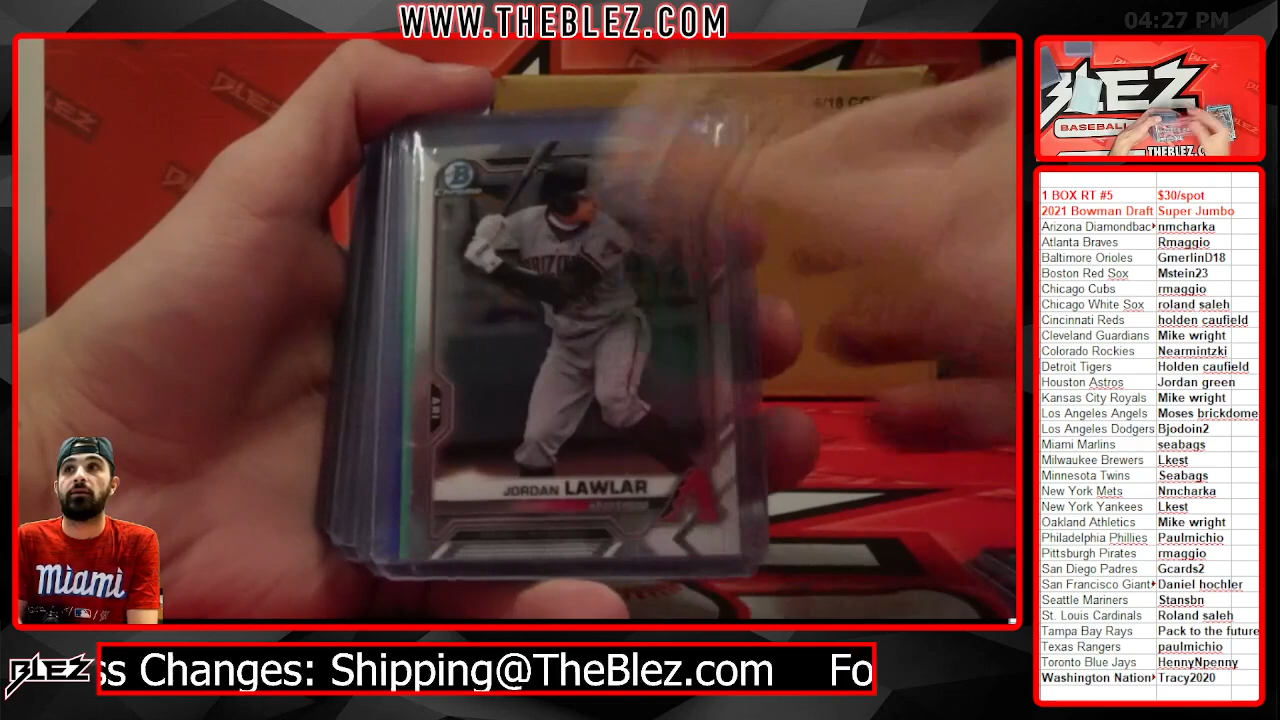 WWW.THEBLEZ.COM
04:27 PM
BLEZ
6/18
Chrome
ARI
JORDAN LAWLAR
A
BLEZ
BASEBALL
THEBLEZ.C
Miami
1 BOX RT #5 $30/spot
2021 Bowman Draft Super Jumbo
Arizona Diamondbac nmcharka
Atlanta Braves Rmaggio
Baltimore Orioles GmerlinD18
Boston Red Sox Mstein23
Chicago Cubs rmaggio
Chicago White Sox roland saleh
Cincinnati Reds holden caufield
Cleveland Guardians Mike wright
Colorado Rockies Nearmintzki
Detroit Tigers Holden caufield
Houston Astros Jordan green
Kansas City Royals Mike wright
Los Angeles Angels Moses brickdome
Los Angeles Dodgers Bjodoin2
Miami Marlins seabags
Milwaukee Brewers Lkest
Minnesota Twins Seabags
New York Mets Nmcharka
New York Yankees Lkest
Oakland Athletics Mike wright
Philadelphia Phillies Paulmichio
Pittsburgh Pirates rmaggio
San Diego Padres Gcards2
San Francisco Giant Daniel hochler
Seattle Mariners Stansbn
St. Louis Cardinals Roland saleh
Tampa Bay Rays Pack to the future
Texas Rangers paulmichio
Toronto Blue Jays HennyNpenny
Washington Nation Tracy2020
BLEZ
ss Changes: Shipping@TheBlez.com Fo